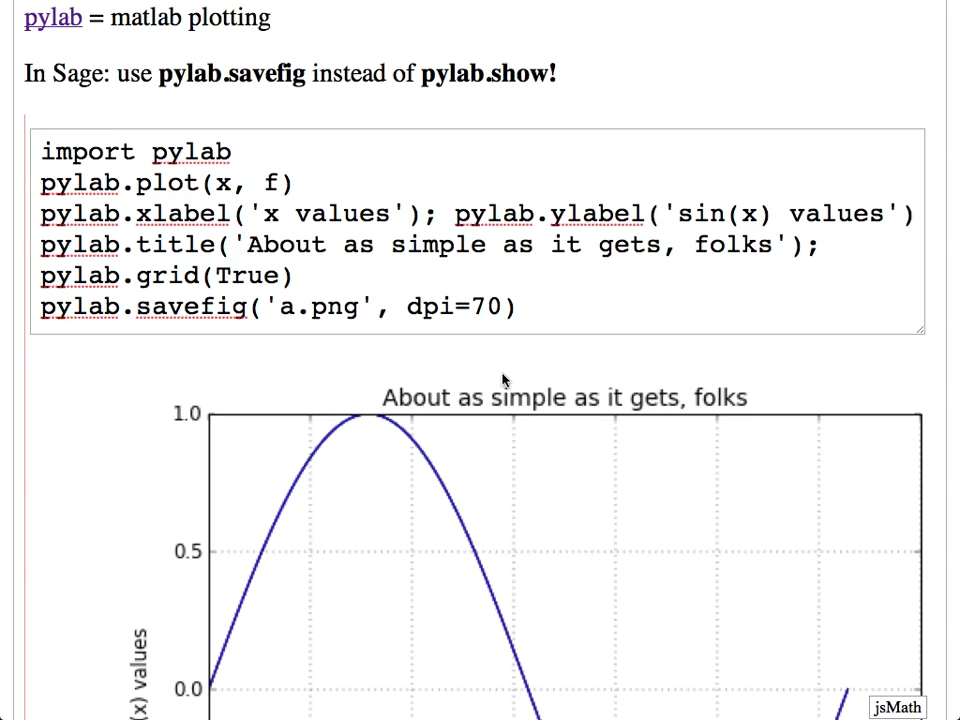 pylab = matlab plotting
In Sage: use pylab.savefig instead of pylab.show!
import pylab
pylab.plot(x, f)
pylab.xlabel('x values'); pylab.ylabel('sin(x) values')
pylab.title('About as simple as it gets, folks');
pylab.grid(True)
pylab.savefig('a.png', dpi=70)
About as simple as it gets, folks
1.0
0.5
0.0
(x) values
jsMath